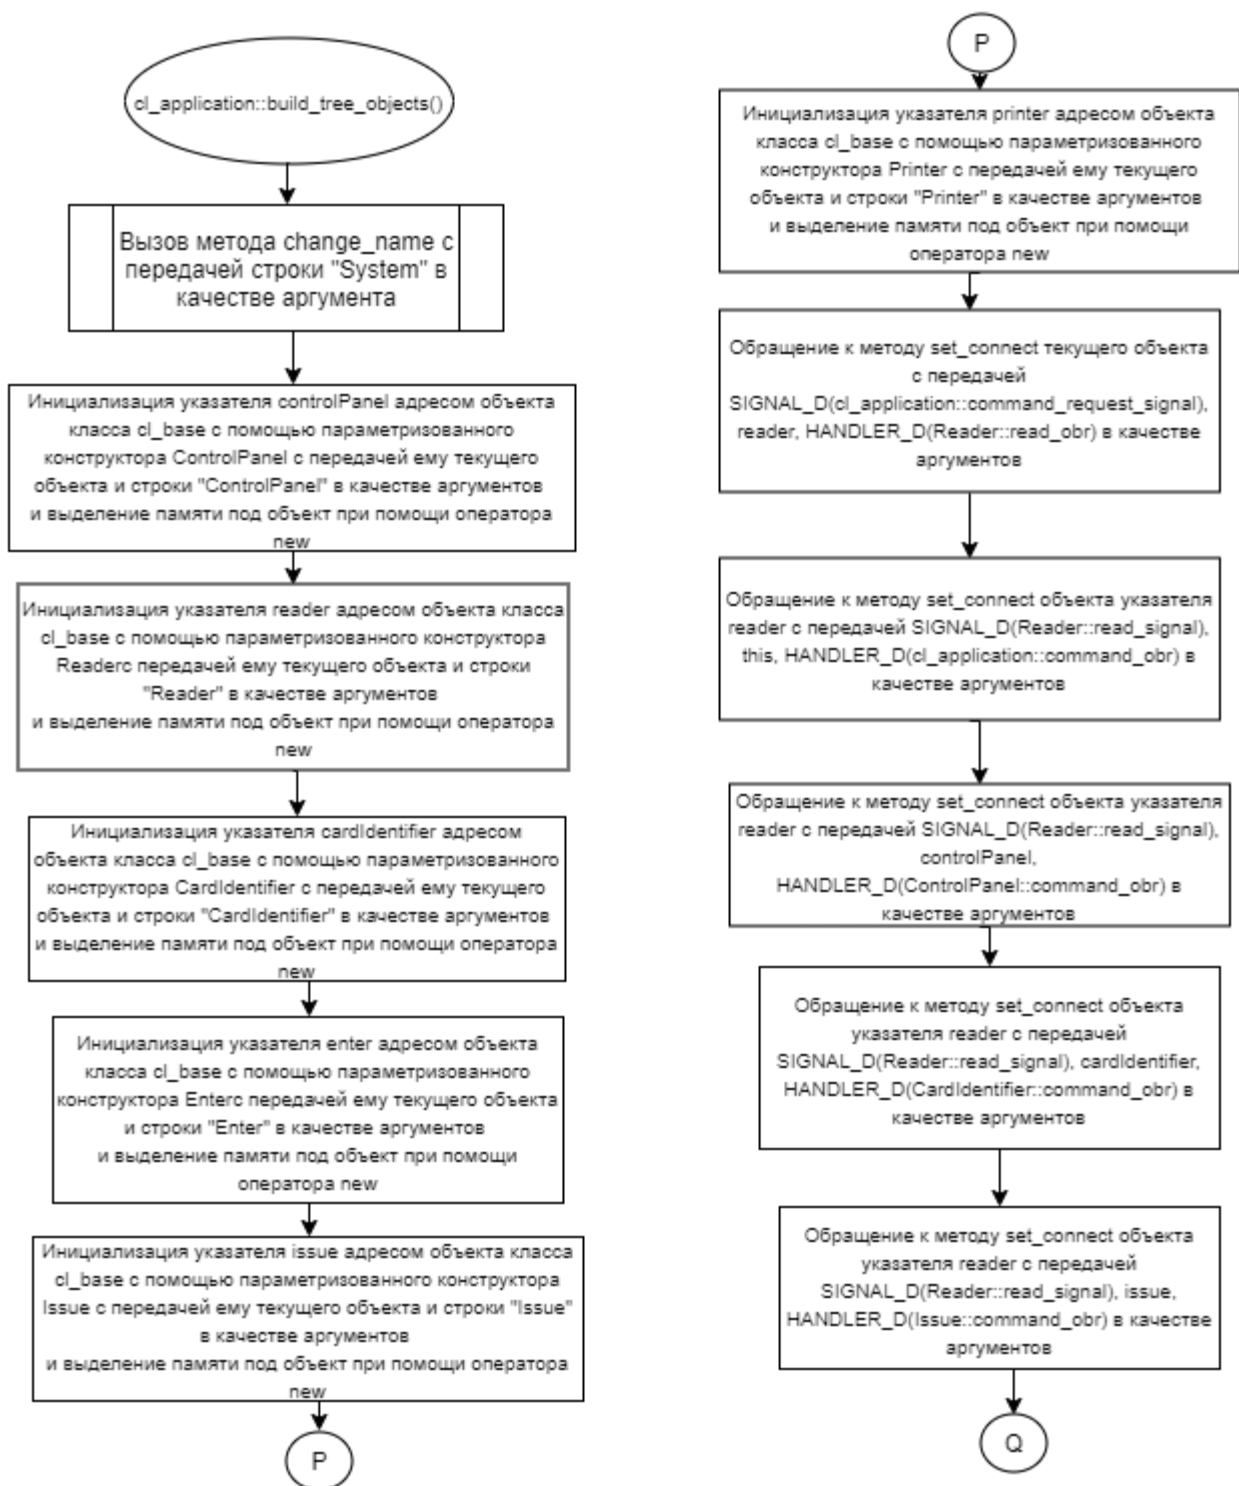 cl_application::build_tree_objects()
Вызов метода change_name с
передачей строки "System" в
качестве аргумента
Инициализация указателя controlPanel адресом объекта
класса cl_base с помощью параметризованного
конструктора ControlPanel с передачей ему текущего
объекта и строки "ControlPanel" в качестве аргументов
и выделение памяти под объект при помощи оператора
new
Инициализация указателя reader адресом объекта класса
cl_base с помощью параметризованного конструктора
Readerс передачей ему текущего объекта и строки
"Reader" в качестве аргументов
и выделение памяти под объект при помощи оператора
new
Инициализация указателя cardIdentifier адресом
объекта класса cl_base с помощью параметризованного
конструктора CardIdentifier с передачей ему текущего
объекта и строки "CardIdentifier" в качестве аргументов
и выделение памяти под объект при помощи оператора
new
Инициализация указателя enter адресом объекта
класса cl_base с помощью параметризованного
конструктора Enterс передачей ему текущего объекта
и строки "Enter" в качестве аргументов
и выделение памяти под объект при помощи
оператора new
Инициализация указателя issue адресом объекта класса
cl_base с помощью параметризованного конструктора
Issue с передачей ему текущего объекта и строки "Issue"
в качестве аргументов
и выделение памяти под объект при помощи оператора
new
P
P
Инициализация указателя printer адресом объекта
класса cl_base с помощью параметризованного
конструктора Printer с передачей ему текущего
объекта и строки "Printer" в качестве аргументов
и выделение памяти под объект при помощи
оператора new
Обращение к методу set_connect текущего объекта
с передачей
SIGNAL_D(cl_application::command_request_signal),
reader, HANDLER_D(Reader::read_obr) в качестве
аргументов
Обращение к методу set_connect объекта указателя
reader с передачей SIGNAL_D(Reader::read_signal),
this, HANDLER_D(cl_application::command_obr) в
качестве аргументов
Обращение к методу set_connect объекта указателя
reader с передачей SIGNAL_D(Reader::read_signal),
controlPanel,
HANDLER_D(ControlPanel::command_obr) в
качестве аргументов
Обращение к методу set_connect объекта
указателя reader с передачей
SIGNAL_D(Reader::read_signal), cardIdentifier,
HANDLER_D(CardIdentifier::command_obr) в
качестве аргументов
Обращение к методу set_connect объекта
указателя reader с передачей
SIGNAL_D(Reader::read_signal), issue,
HANDLER_D(Issue::command_obr) в качестве
аргументов
Q